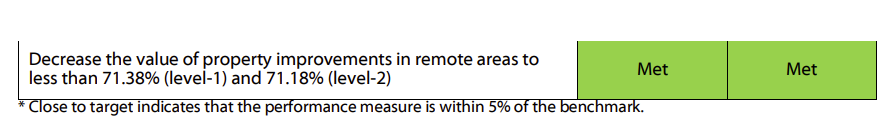 Decrease the value of property improvements in remote areas to
less than 71.38% (level-1) and 71.18% (level-2)
Met
Met
* Close to target indicates that the performance measure is within 5% of the benchmark.